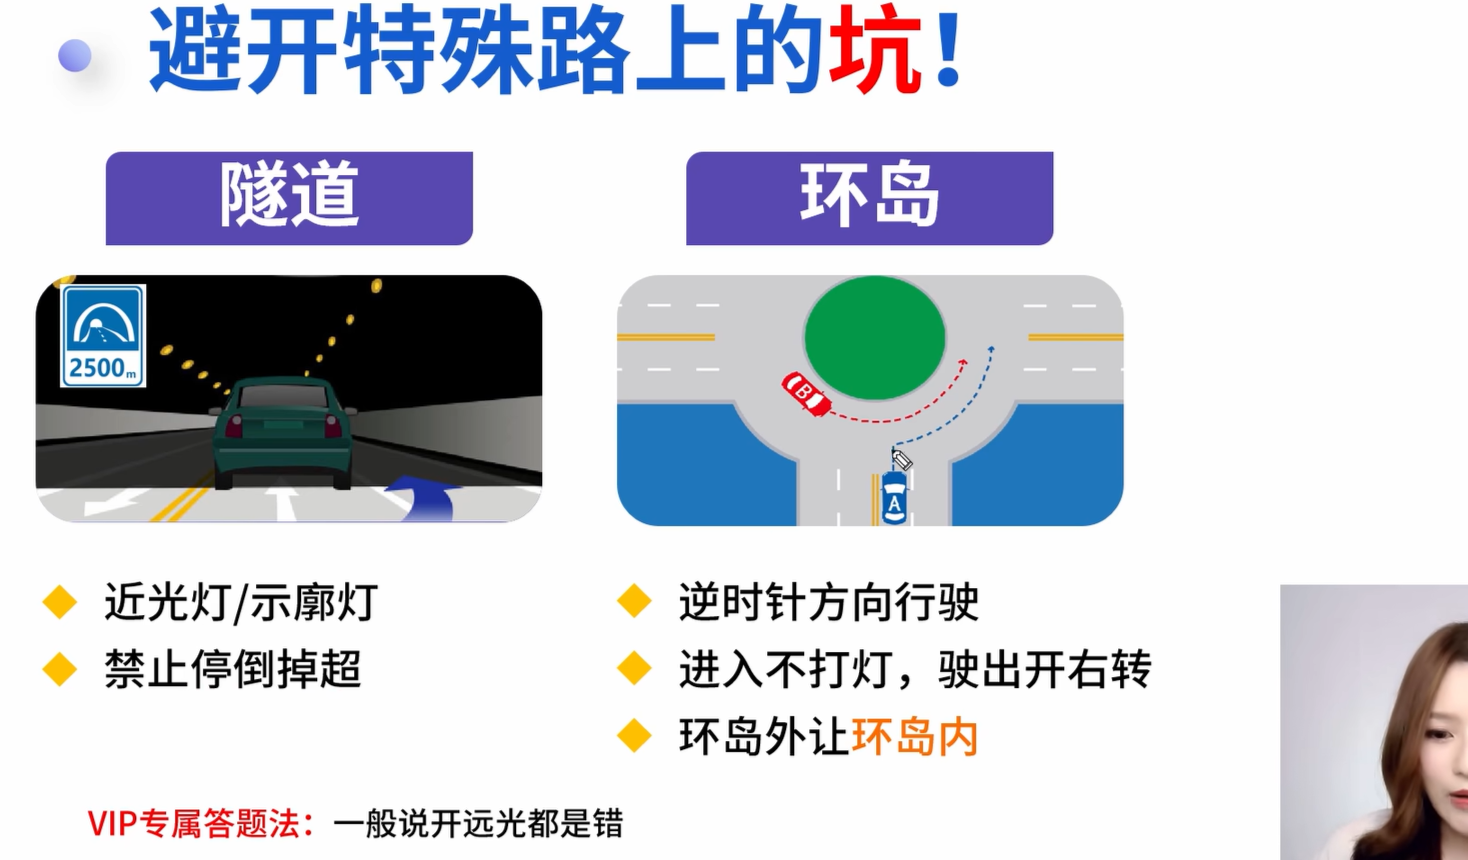 避开特殊路上的坑!
隧道
环岛
2500m
B
A
近光灯/示廓灯
禁止停倒掉超
逆时针方向行驶
进入不打灯，驶出开右转
环岛外让环岛内
VIP专属答题法：一般说开远光都是错